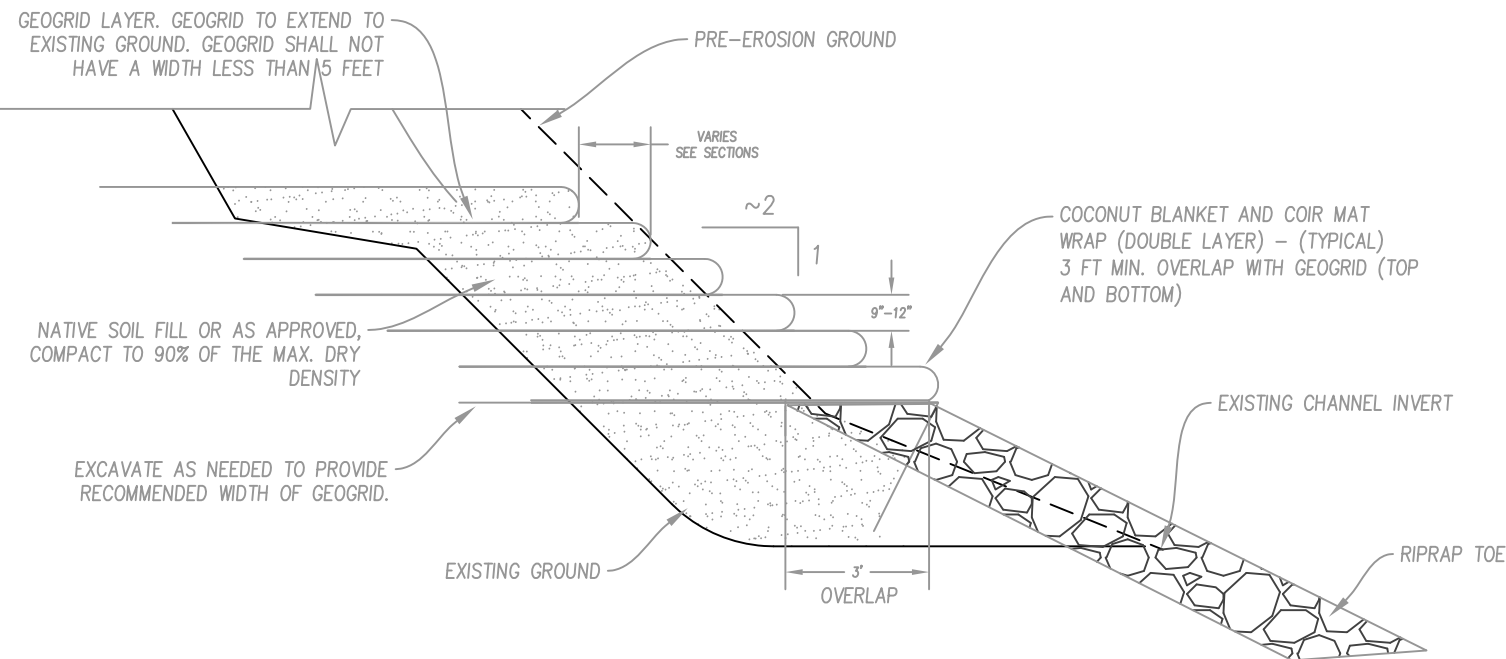 GEOGRID LAYER. GEOGRID TO EXTEND TO
EXISTING GROUND. GEOGRID SHALL NOT
HAVE A WIDTH LESS THAN 5 FEET
PRE-EROSION GROUND
VARIES
SEE SECTIONS
~2
1
COCONUT BLANKET AND COIR MAT
WRAP (DOUBLE LAYER) - (TYPICAL)
3 FT MIN. OVERLAP WITH GEOGRID (TOP
AND BOTTOM)
9"-12"
NATIVE SOIL FILL OR AS APPROVED,
COMPACT TO 90% OF THE MAX. DRY
DENSITY
EXISTING CHANNEL INVERT
EXCAVATE AS NEEDED TO PROVIDE
RECOMMENDED WIDTH OF GEOGRID.
RIPRAP TOE
EXISTING GROUND
3'
OVERLAP